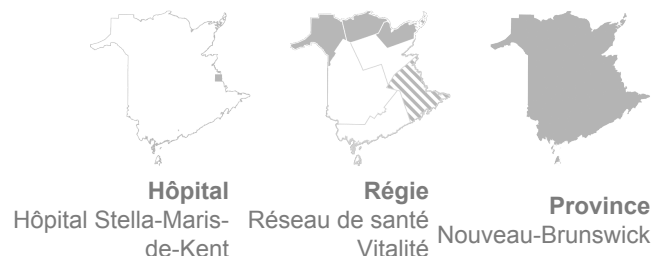 Hôpital
Hôpital Stella-Maris-
de-Kent
Régie
Réseau de santé
Vitalité
Province
Nouveau-Brunswick